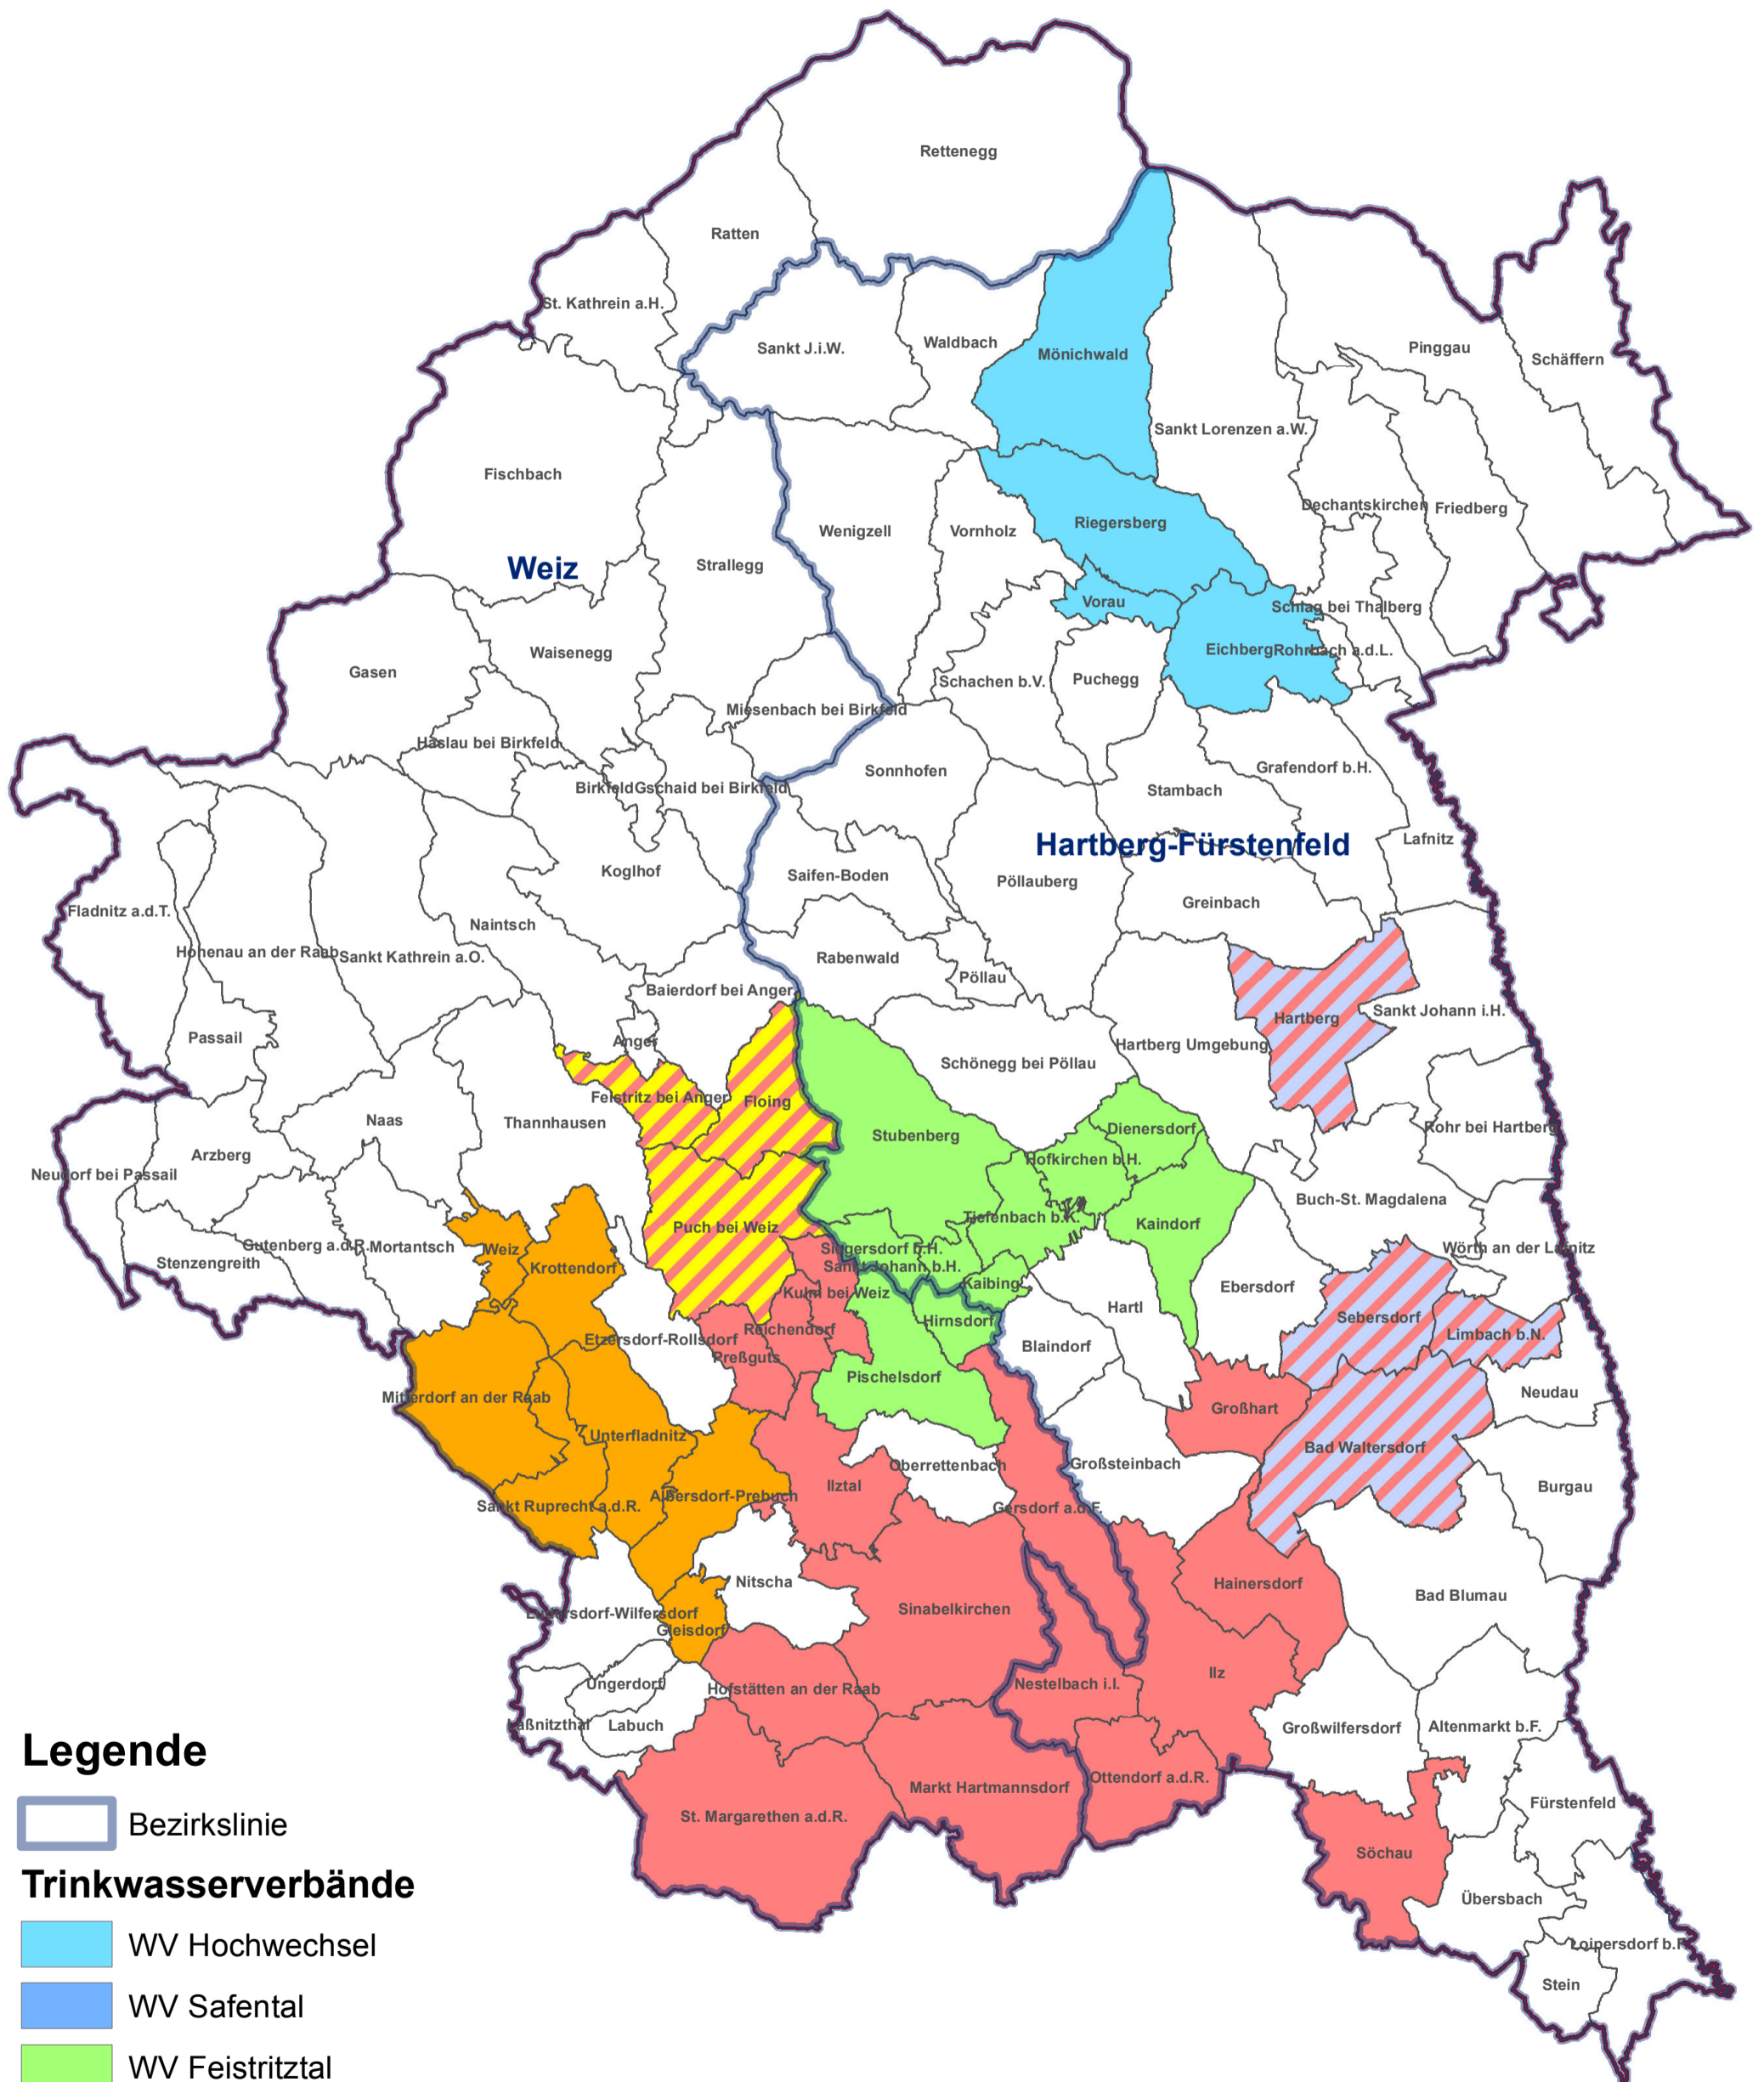 Rettenegg
Ratten
St. Kathrein a.H.
Sankt J.i.W.
Waldbach
Mönichwald
Pinggau
Schäffern
Sankt Lorenzen a.W.
Fischbach
Dechantskirchen
Friedberg
Riegersberg
Wenigzell
Vornholz
Strallegg
Weiz
Vorau
Schlag bei Thalberg
Waisenegg
Eichberg
Rohrbach a.d.L.
Gasen
Schachen b.V.
Puchegg
Miesenbach bei Birkfeld
Haslau bei Birkfeld
Sonnhofen
Grafendorf b.H.
Birkfeld
Gschaid bei Birkfeld
Stambach
Hartberg-Fürstenfeld
Lafnitz
Koglhof
Saifen-Boden
Pöllauberg
Greinbach
Fladnitz a.d.T.
Naintsch
Hohenau an der Raab
Sankt Kathrein a.O.
Rabenwald
Pöllau
Baierdorf bei Anger
Sankt Johann i.H.
Hartberg
Passail
Anger
Hartberg Umgebung
Schönegg bei Pöllau
Feistritz bei Anger
Floing
Naas
Thannhausen
Stubenberg
Dienersdorf
Rohr bei Hartberg
Arzberg
Hofkirchen b.H.
Neudorf bei Passail
Buch-St. Magdalena
Puch bei Weiz
Tiefenbach b.K.
Kaindorf
Gutenberg a.d.R.
Mortantsch
Weiz
Siegersdorf b.H.
Wörth an der Lafnitz
Stenzengreith
Krottendorf
Sankt Johann b.H.
Kaibing
Ebersdorf
Kulm bei Weiz
Hartl
Hirnsdorf
Sebersdorf
Reichendorf
Limbach b.N.
Etzersdorf-Rollsdorf
Blaindorf
Preßguts
Pischelsdorf
Neudau
Mitterdorf an der Raab
Großhart
Unterfladnitz
Bad Waltersdorf
Oberrettenbach
Großsteinbach
Ilztal
Burgau
Albersdorf-Prebuch
Sankt Ruprecht a.d.R.
Gersdorf a.d.F.
Nitscha
Hainersdorf
Bad Blumau
Sinabelkirchen
Ludersdorf-Wilfersdorf
Gleisdorf
Ilz
Ungerdorf
Nestelbach i.I.
Hofstätten an der Raab
Laßnitzthal
Labuch
Großwilfersdorf
Altenmarkt b.F.
Ottendorf a.d.R.
Markt Hartmannsdorf
St. Margarethen a.d.R.
Fürstenfeld
Söchau
Übersbach
Loipersdorf b.F.
Stein
Legende
Bezirkslinie
Trinkwasserverbände
WV Hochwechsel
WV Safental
WV Feistritztal